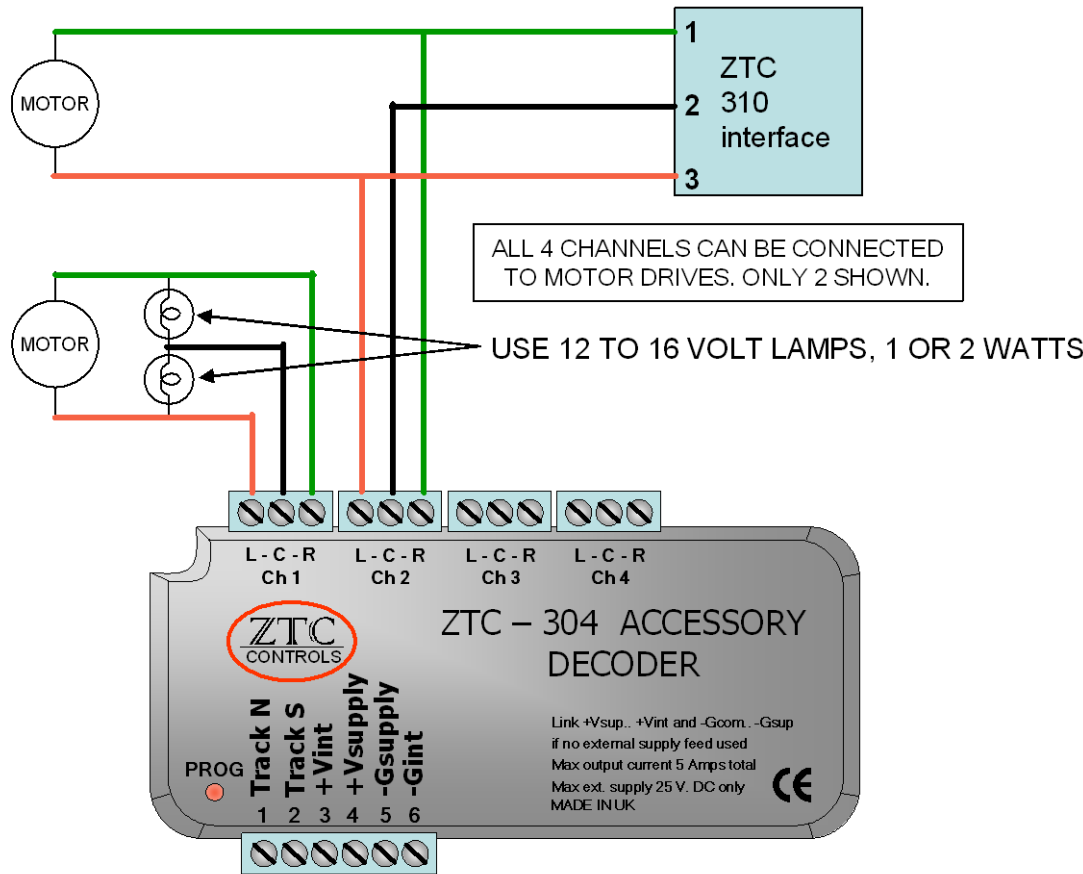 1
ZTC
310
interface
2
3
MOTOR
ALL 4 CHANNELS CAN BE CONNECTED
TO MOTOR DRIVES. ONLY 2 SHOWN.
MOTOR
USE 12 TO 16 VOLT LAMPS, 1 OR 2 WATTS
L - C - R
Ch 1
L - C - R
Ch 2
L - C - R
Ch 3
L - C - R
Ch 4
ZTC
CONTROLS
ZTC – 304 ACCESSORY
DECODER
Track N
Track S
+Vint
+Vsupply
-Gsupply
-Gint
PROG
1 2 3 4 5 6
Link +Vsup.. +Vint and -Gcom.. -Gsup
if no external supply feed used
Max output current 5 Amps total
Max ext. supply 25 V. DC only
MADE IN UK
CE